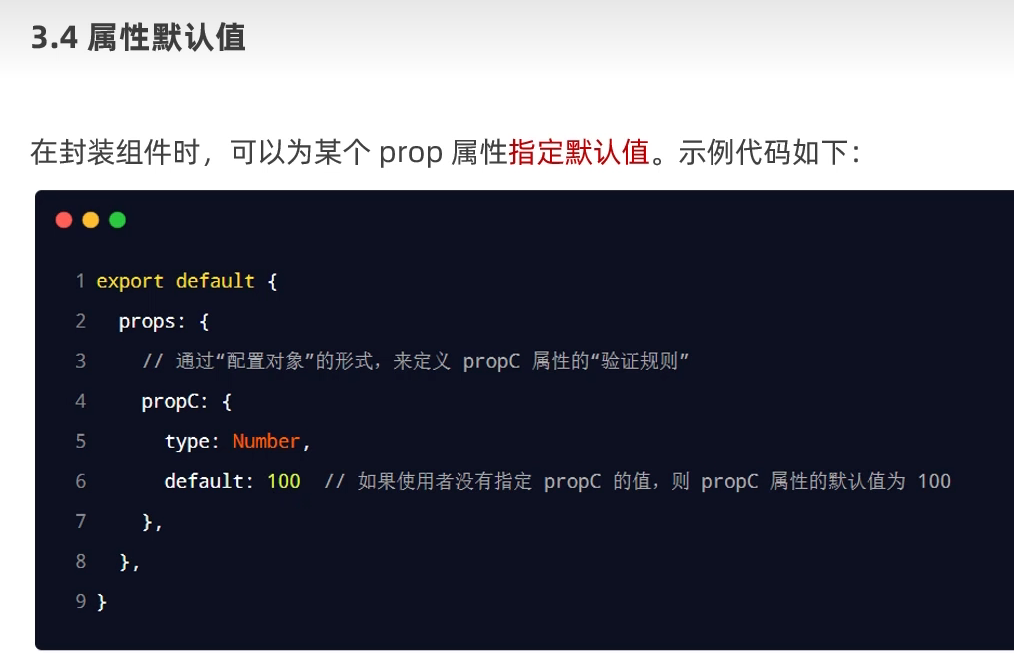 3.4 属性默认值
在封装组件时，可以为某个 prop 属性指定默认值。示例代码如下：
1 export default {
2   props: {
3     // 通过“配置对象”的形式，来定义 propC 属性的“验证规则”
4     propC: {
5       type: Number,
6       default: 100  // 如果使用者没有指定 propC 的值，则 propC 属性的默认值为 100
7     },
8   },
9 }